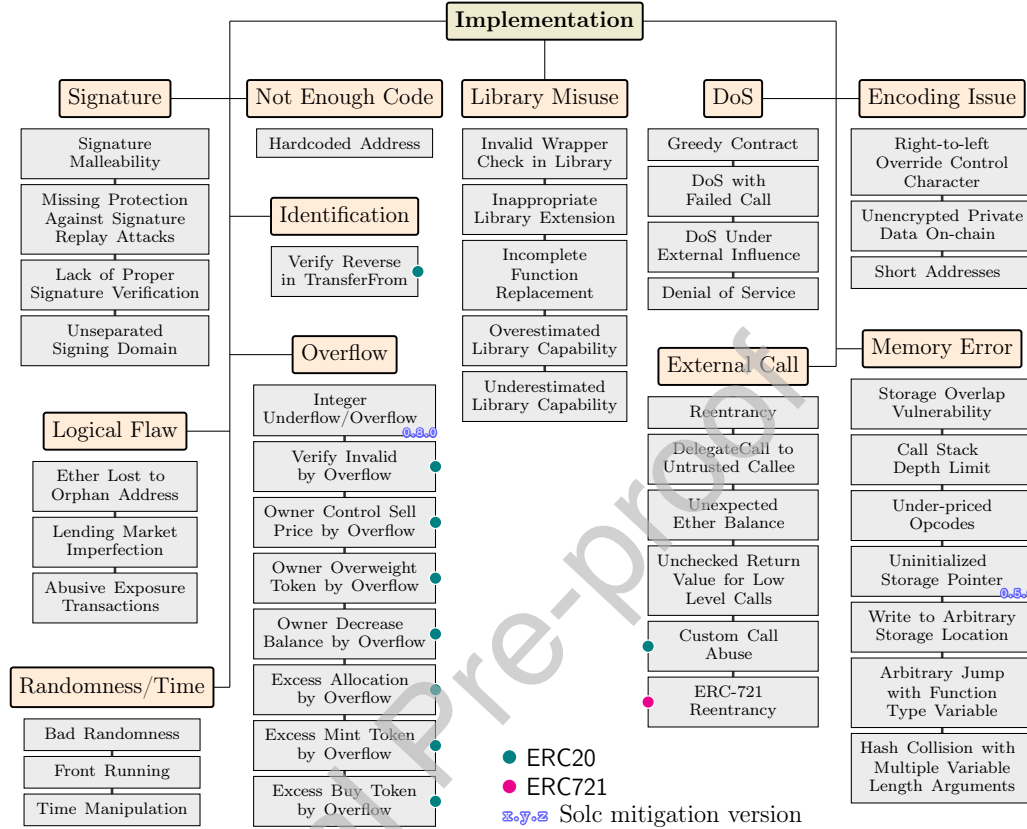 Implementation
Signature
Signature
Malleability
Missing Protection
Against Signature
Replay Attacks
Lack of Proper
Signature Verification
Unseparated
Signing Domain
Not Enough Code
Hardcoded Address
Identification
Verify Reverse
in TransferFrom
Overflow
Integer
Underflow/Overflow
0.8.0
Verify Invalid
by Overflow
Owner Control Sell
Price by Overflow
Owner Overweight
Token by Overflow
Owner Decrease
Balance by Overflow
Excess Allocation
by Overflow
Excess Mint Token
by Overflow
Excess Buy Token
by Overflow
Logical Flaw
Ether Lost to
Orphan Address
Lending Market
Imperfection
Abusive Exposure
Transactions
Randomness/Time
Bad Randomness
Front Running
Time Manipulation
Library Misuse
Invalid Wrapper
Check in Library
Inappropriate
Library Extension
Incomplete
Function
Replacement
Overestimated
Library Capability
Underestimated
Library Capability
DoS
Greedy Contract
DoS with
Failed Call
DoS Under
External Influence
Denial of Service
External Call
Reentrancy
DelegateCall to
Untrusted Callee
Unexpected
Ether Balance
Unchecked Return
Value for Low
Level Calls
Custom Call
Abuse
ERC-721
Reentrancy
Encoding Issue
Right-to-left
Override Control
Character
Unencrypted Private
Data On-chain
Short Addresses
Memory Error
Storage Overlap
Vulnerability
Call Stack
Depth Limit
Under-priced
Opcodes
Uninitialized
Storage Pointer
0.5.
Write to Arbitrary
Storage Location
Arbitrary Jump
with Function
Type Variable
Hash Collision with
Multiple Variable
Length Arguments
ERC20
ERC721
x.y.z Solc mitigation version
al Pre-proof